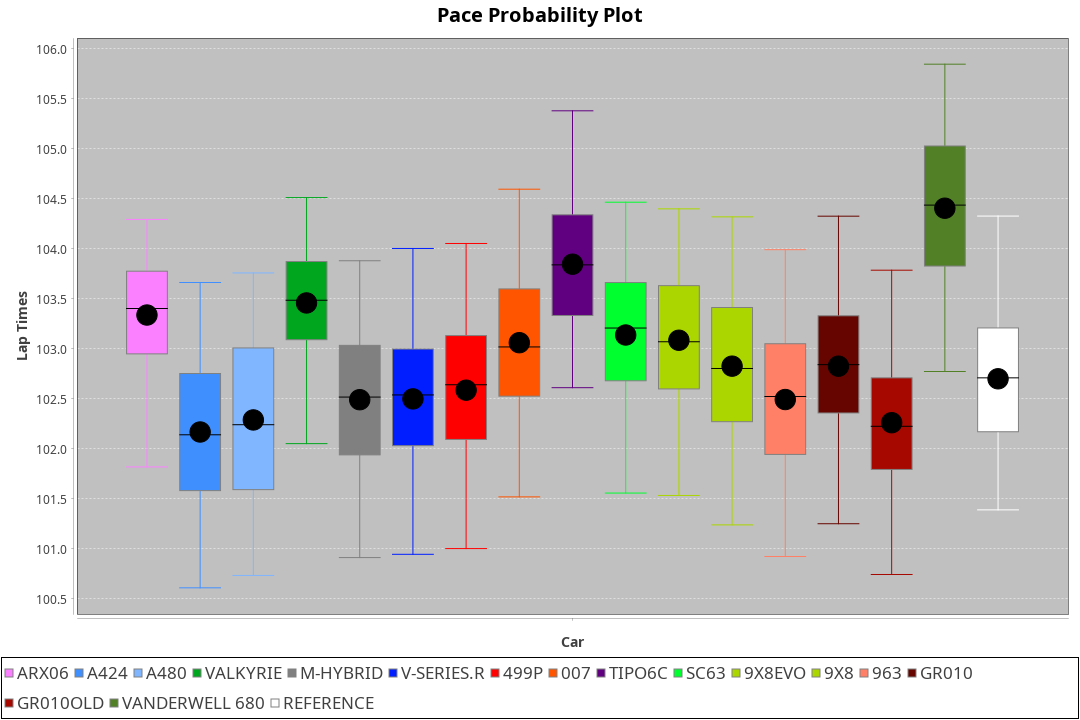 Pace Probability Plot
106.0
105.5
105.0
104.5
104.0
103.5
103.0
102.5
102.0
101.5
101.0
100.5
Lap Times
Car
ARX06 A424 A480 VALKYRIE M-HYBRID V-SERIES.R 499P 007 TIPO6C SC63 9X8EVO 9X8 963 GR010
GR010OLD VANDERWELL 680 REFERENCE